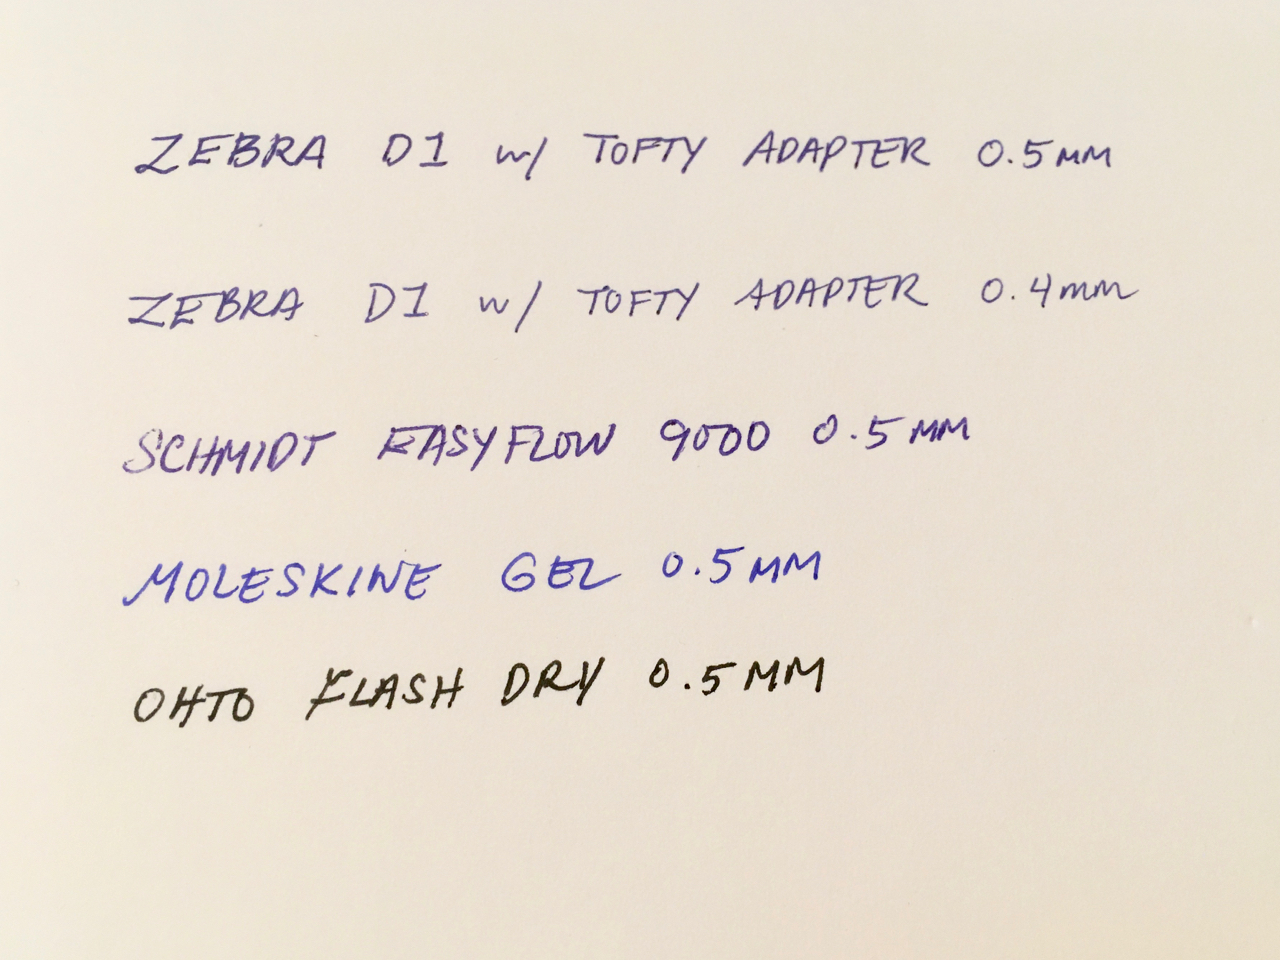 ZEBRA D1 w/ TOFTY ADAPTER 0.5MM
ZEBRA D1 w/ TOFTY ADAPTER 0.4mm
SCHMIDT EASYFLOW 9000 0.5MM
MOLESKINE GEL 0.5MM
OHTO FLASH DRY 0.5MM